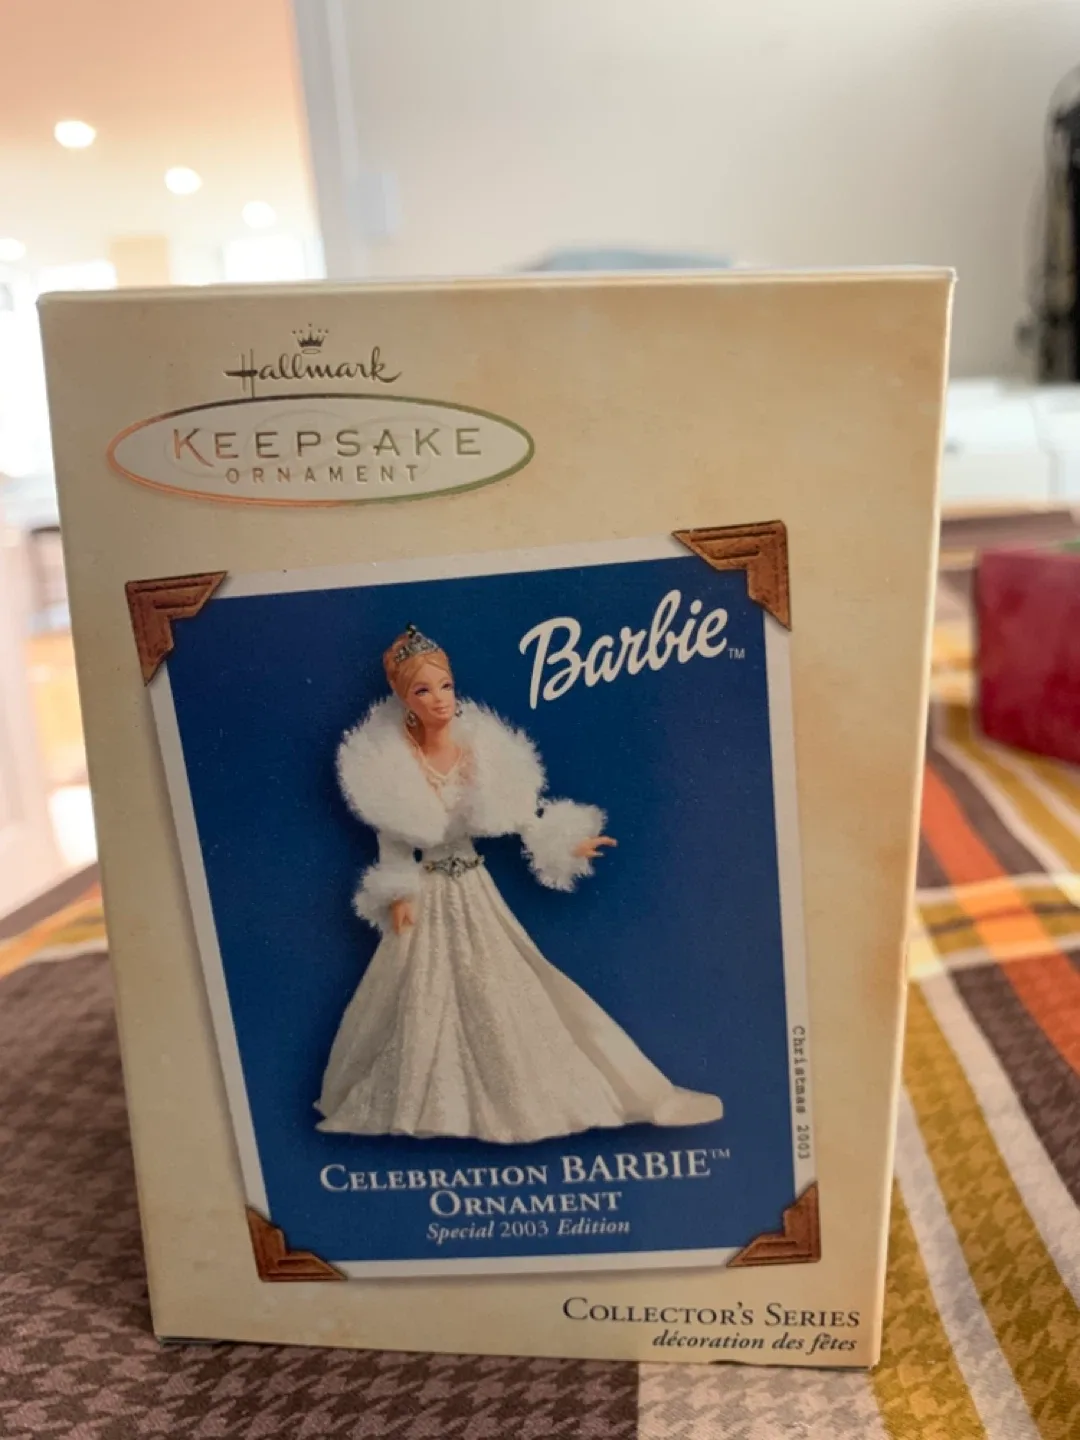 Hallmark
KEEPSAKE
ORNAMENT
Barbie™
CELEBRATION BARBIE™
ORNAMENT
Special 2003 Edition
Christmas 2003
COLLECTOR'S SERIES
décoration des fêtes